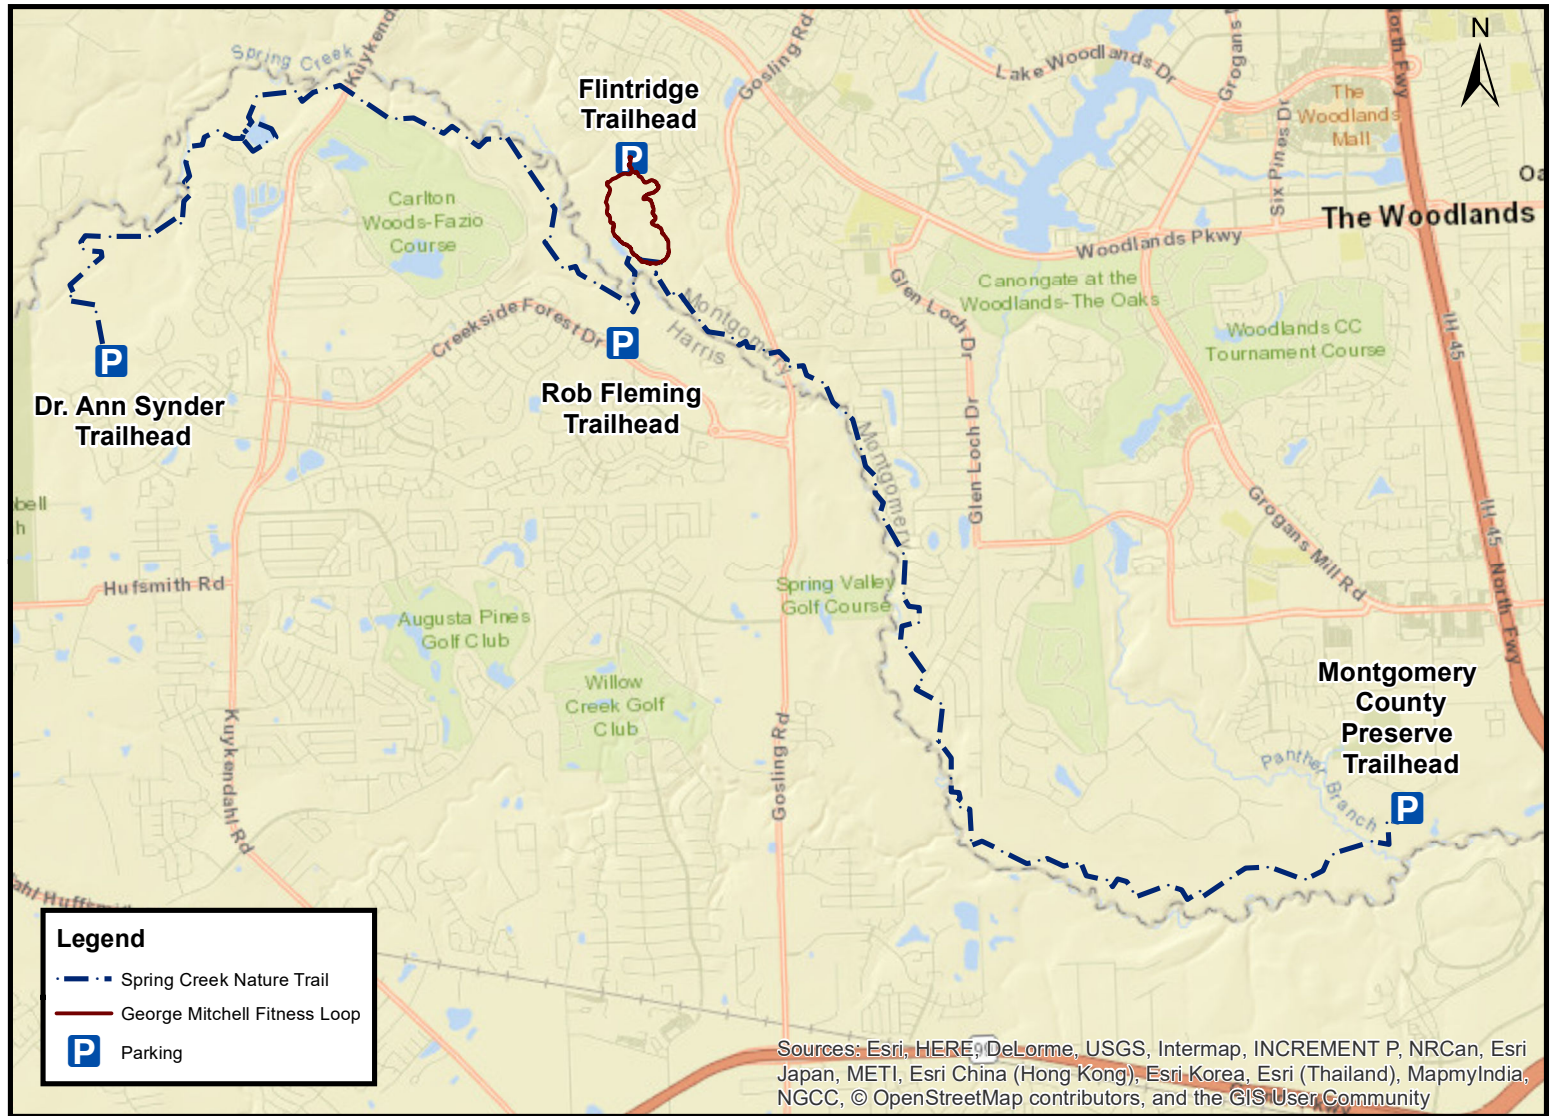 N
Spring Creek
Kuykend
Gosling Rd
Lake Woodlands Dr
Grogans
North Fwy
Flintridge
Trailhead
P
The
Woodlands
Mall
Six Pines Dr
Oa
The Woodlands
Carlton
Woods-Fazio
Course
Woodlands Pkwy
Canongate at the
Woodlands-The Oaks
Glen Loch Dr
Montgomery
Harris
Creekside Forest Dr
P
P
Woodlands CC
Tournament Course
IH 45
Dr. Ann Synder
Trailhead
Rob Fleming
Trailhead
Montgomery
Glen Loch Dr
bell
h
Grogans Mill Rd
IH 45 North Fwy
Hufsmith Rd
Spring Valley
Golf Course
Augusta Pines
Golf Club
Willow
Creek Golf
Club
Montgomery
County
Preserve
Trailhead
P
Kuykendahl Rd
Gosling Rd
Panther Branch
ahl Huffsmit
Legend
Spring Creek Nature Trail
George Mitchell Fitness Loop
P Parking
99
Sources: Esri, HERE, DeLorme, USGS, Intermap, INCREMENT P, NRCan, Esri
Japan, METI, Esri China (Hong Kong), Esri Korea, Esri (Thailand), MapmyIndia,
NGCC, © OpenStreetMap contributors, and the GIS User Community